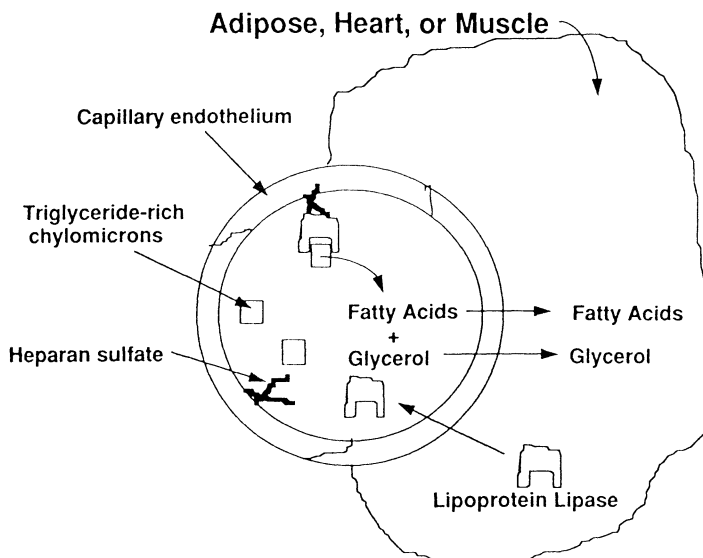 Adipose, Heart, or Muscle
Capillary endothelium
Triglyceride-rich
chylomicrons
Fatty Acids
+
Glycerol
Fatty Acids
Glycerol
Heparan sulfate
Lipoprotein Lipase